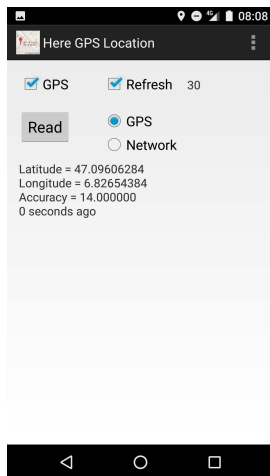 4G 08:08
Here GPS Location
GPS Refresh 30
Read
GPS
Network
Latitude = 47.09606284
Longitude = 6.82654384
Accuracy = 14.000000
0 seconds ago